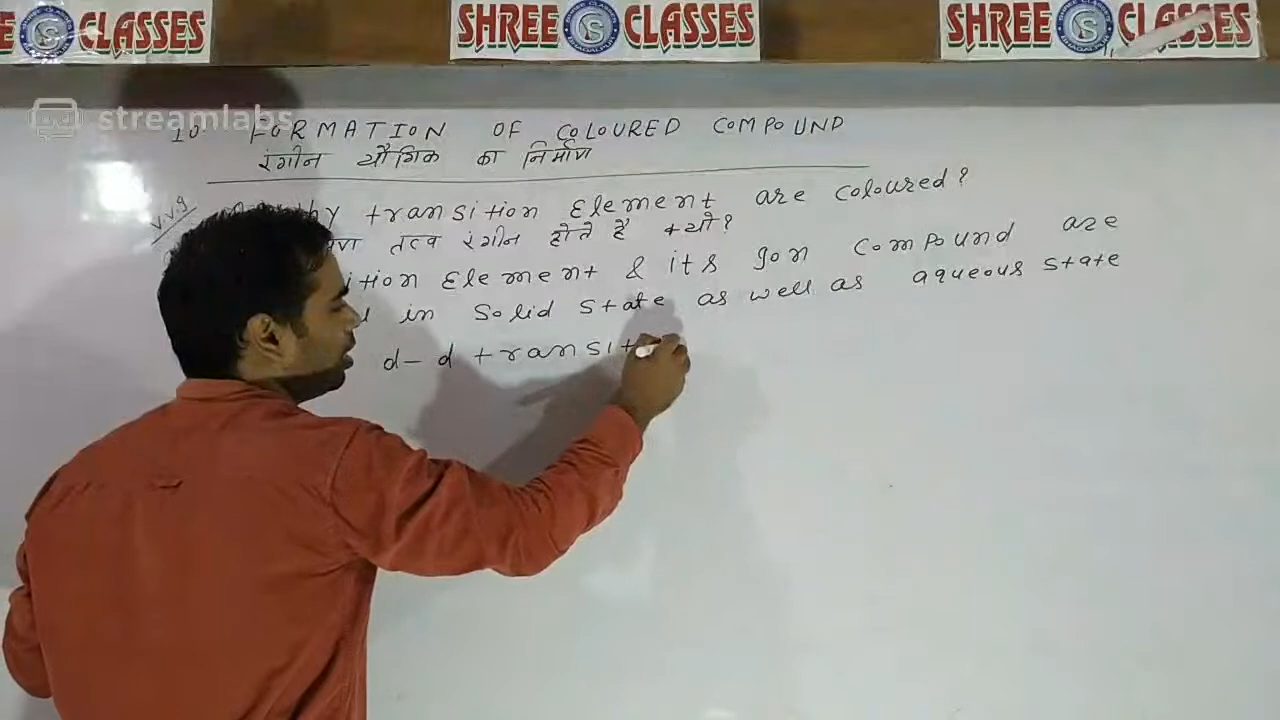 SHREE CLASSES SHREE CLASSES
CLASSES
streamlabs
10. FORMATION OF COLOURED COMPOUND
रंगीन यौगिक का निर्माण
V.V.g
transition Element are coloured?
तत्व रंगीन होते हैं क्यों?
ition Element & its Ion compound are
in Solid state as well as aqueous state
d-d transit